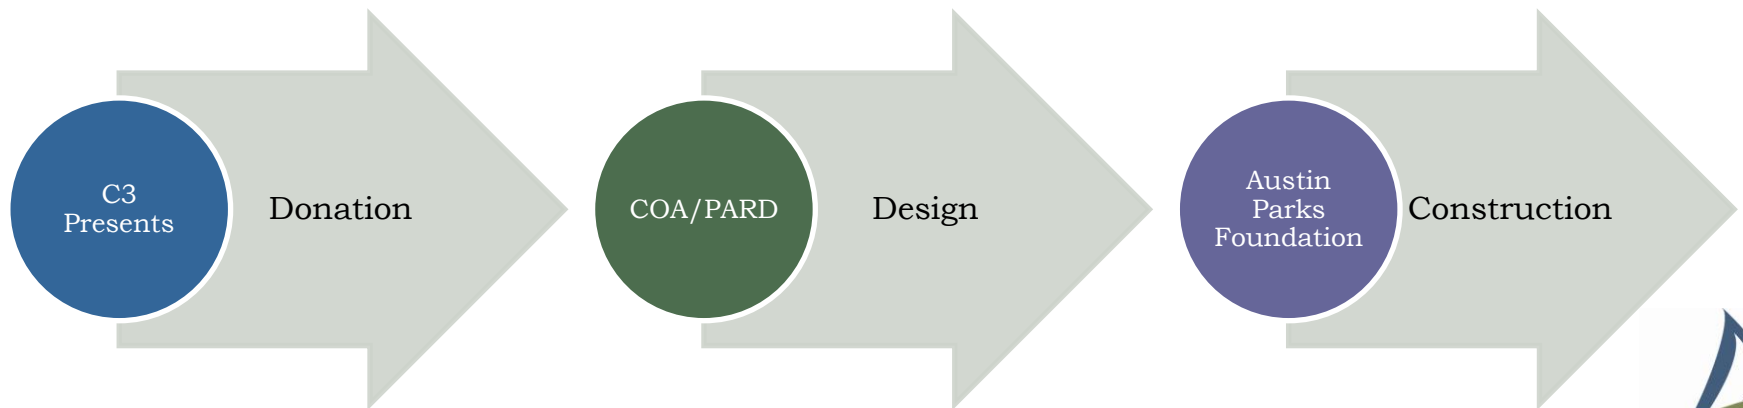 C3
Presents
Donation
COA/PARD
Design
Austin
Parks
Foundation
Construction